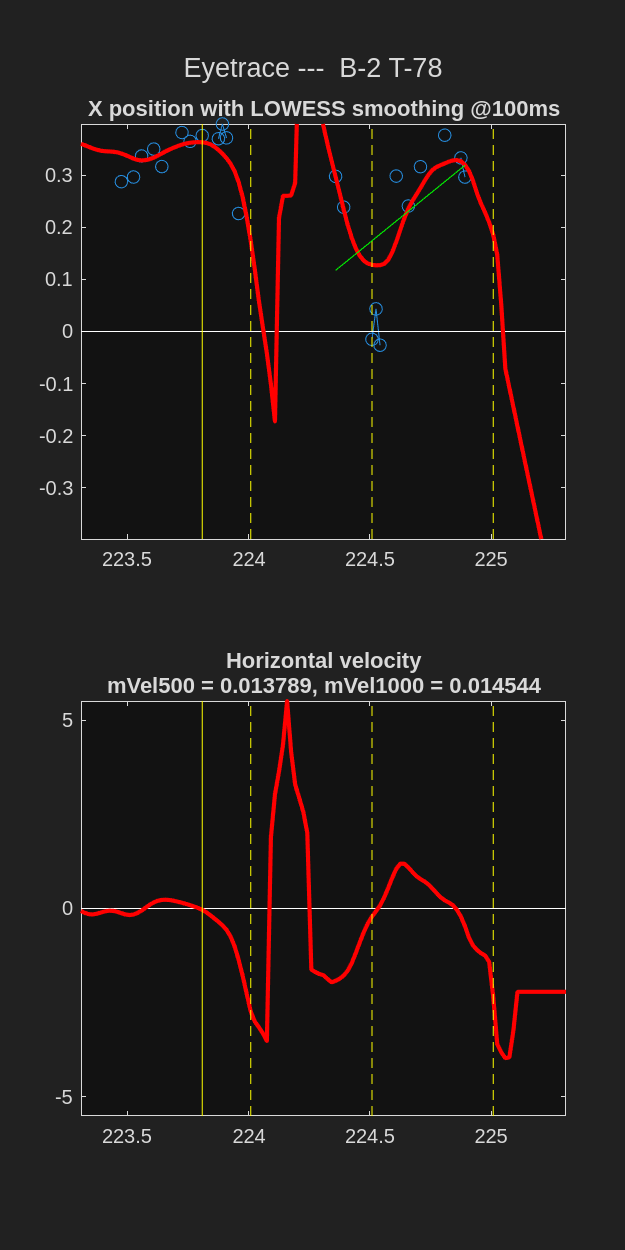 Eyetrace ---  B-2 T-78
X position with LOWESS smoothing @100ms
0.3
0.2
0.1
0
-0.1
-0.2
-0.3
223.5 224 224.5 225
Horizontal velocity
mVel500 = 0.013789, mVel1000 = 0.014544
5
0
-5
223.5 224 224.5 225